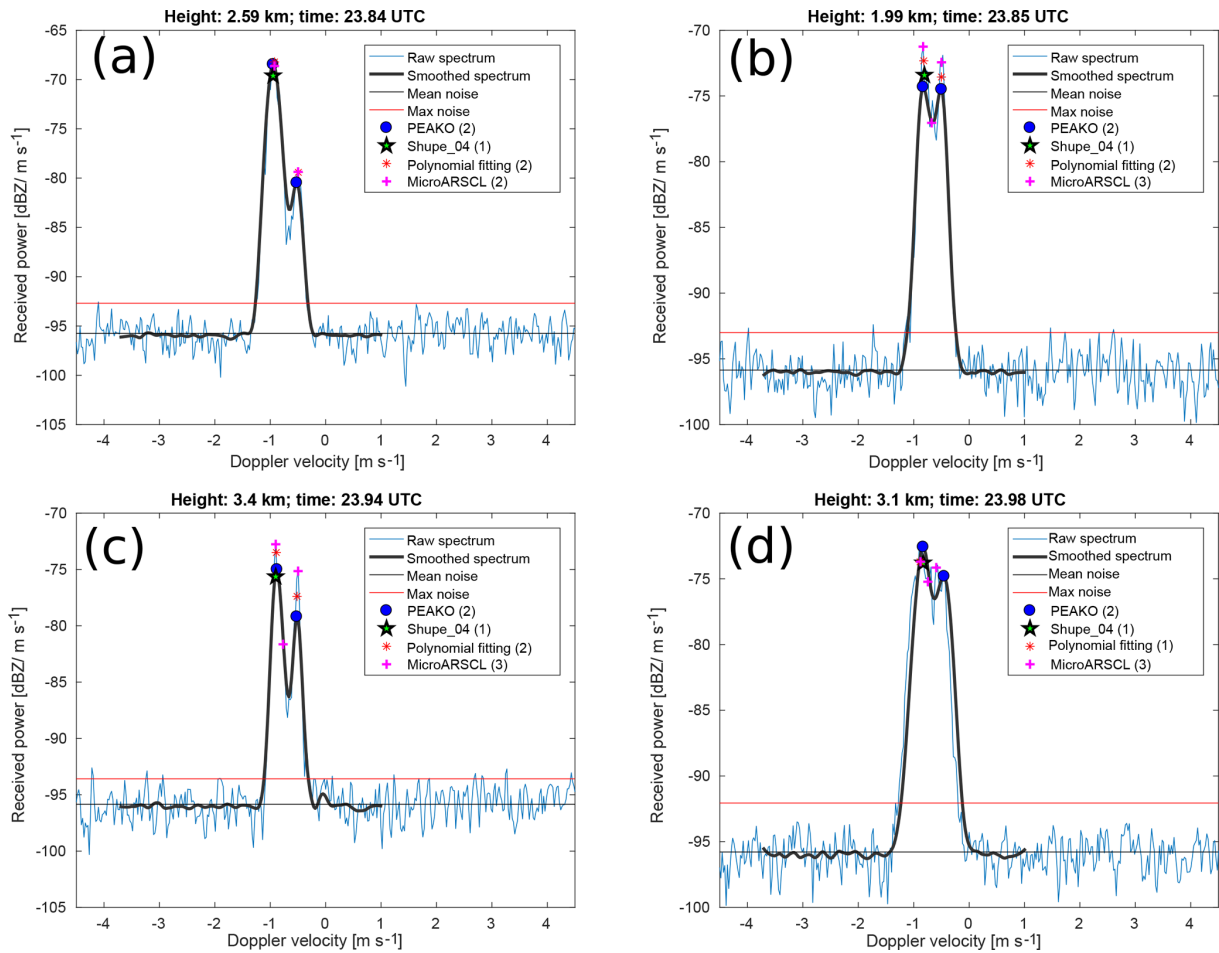 Height: 2.59 km; time: 23.84 UTC
(a)
-65
-70
-75
-80
-85
-90
-95
-100
-105
Received power [dBZ/ m s-1]
Raw spectrum
Smoothed spectrum
Mean noise
Max noise
PEAKO (2)
Shupe_04 (1)
Polynomial fitting (2)
MicroARSCL (2)
-4 -3 -2 -1 0 1 2 3 4
Doppler velocity [m s-1]
Height: 1.99 km; time: 23.85 UTC
(b)
-70
-75
-80
-85
-90
-95
-100
Received power [dBZ/ m s-1]
Raw spectrum
Smoothed spectrum
Mean noise
Max noise
PEAKO (2)
Shupe_04 (1)
Polynomial fitting (2)
MicroARSCL (3)
-4 -3 -2 -1 0 1 2 3 4
Doppler velocity [m s-1]
Height: 3.4 km; time: 23.94 UTC
(c)
-70
-75
-80
-85
-90
-95
-100
-105
Received power [dBZ/ m s-1]
Raw spectrum
Smoothed spectrum
Mean noise
Max noise
PEAKO (2)
Shupe_04 (1)
Polynomial fitting (2)
MicroARSCL (3)
-4 -3 -2 -1 0 1 2 3 4
Doppler velocity [m s-1]
Height: 3.1 km; time: 23.98 UTC
(d)
-70
-75
-80
-85
-90
-95
-100
Received power [dBZ/ m s-1]
Raw spectrum
Smoothed spectrum
Mean noise
Max noise
PEAKO (2)
Shupe_04 (1)
Polynomial fitting (1)
MicroARSCL (3)
-4 -3 -2 -1 0 1 2 3 4
Doppler velocity [m s-1]